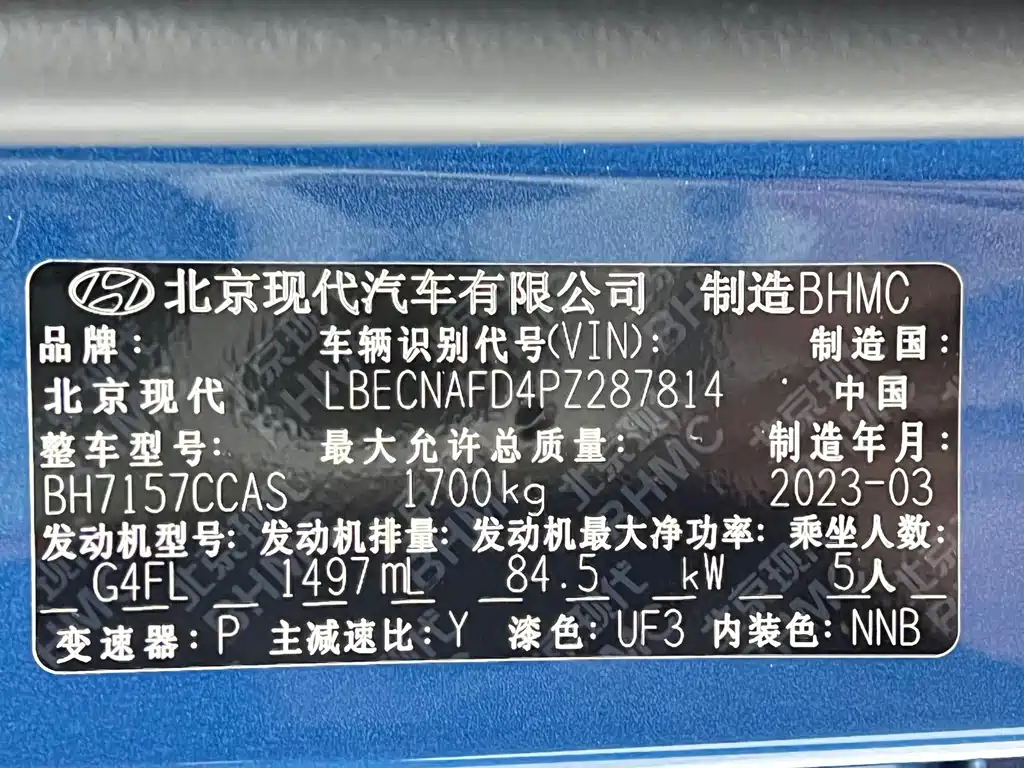 北京现代汽车有限公司 制造BHMC
品牌: 车辆识别代号(VIN): 制造国:
北京现代 LBECNAFD4PZ287814 中国
整车型号: 最大允许总质量: 制造年月:
BH7157CCAS 1700kg 2023-03
发动机型号: 发动机排量: 发动机最大净功率: 乘坐人数:
G4FL 1497mL 84.5 kW 5人
变速器: P 主减速比: Y 漆色: UF3 内装色: NNB